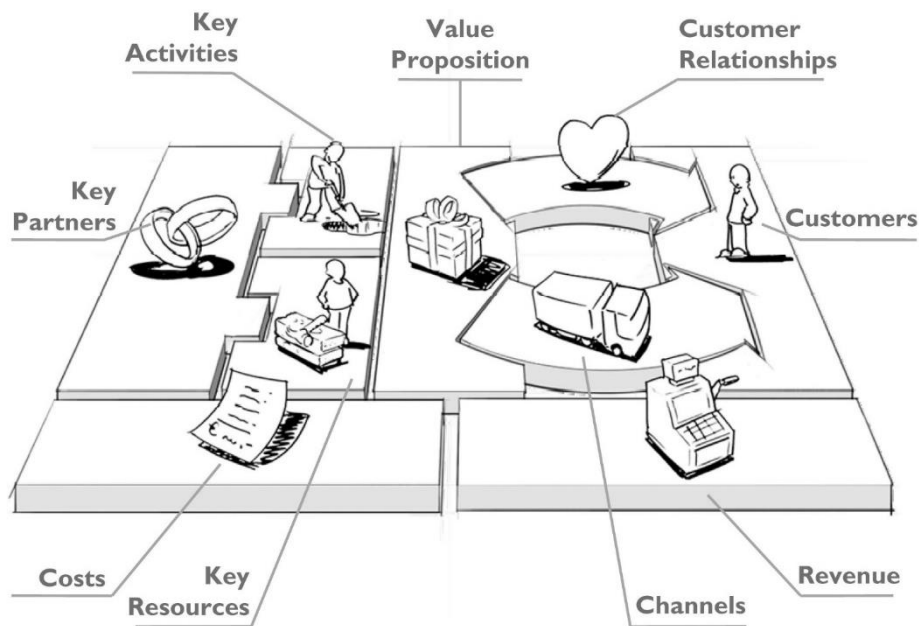 Key
Activities
Value
Proposition
Customer
Relationships
Key
Partners
Customers
Costs
Key
Resources
Channels
Revenue